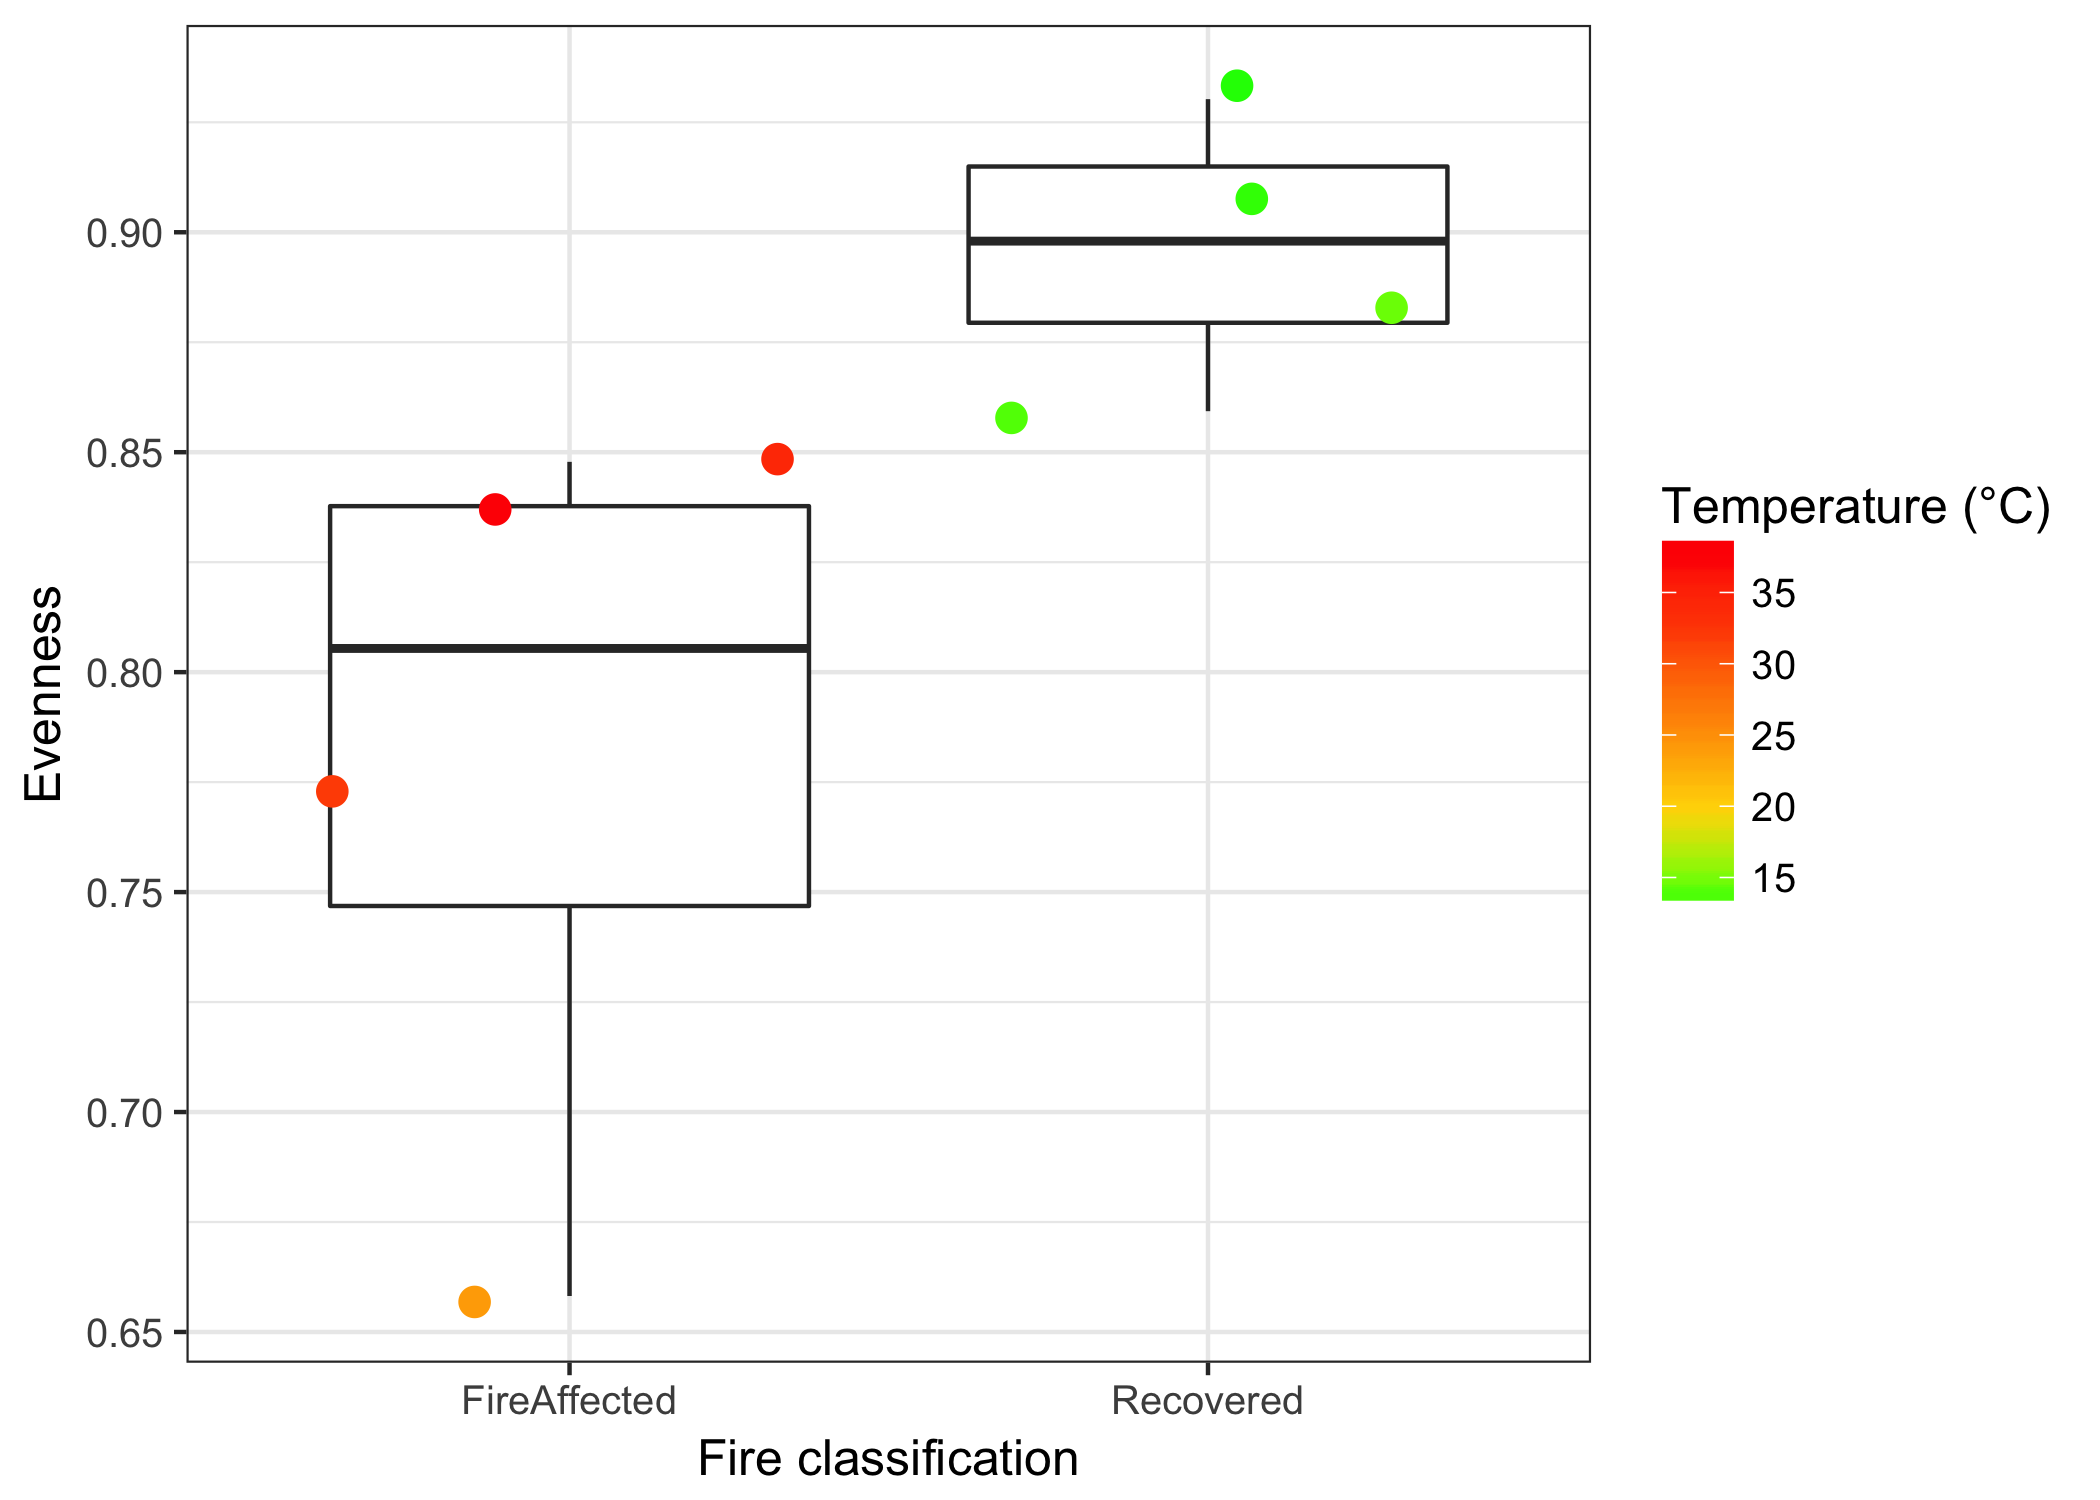 0.90
0.85
0.80
0.75
0.70
0.65
Evenness
FireAffected
Recovered
Fire classification
Temperature (°C)
35
30
25
20
15